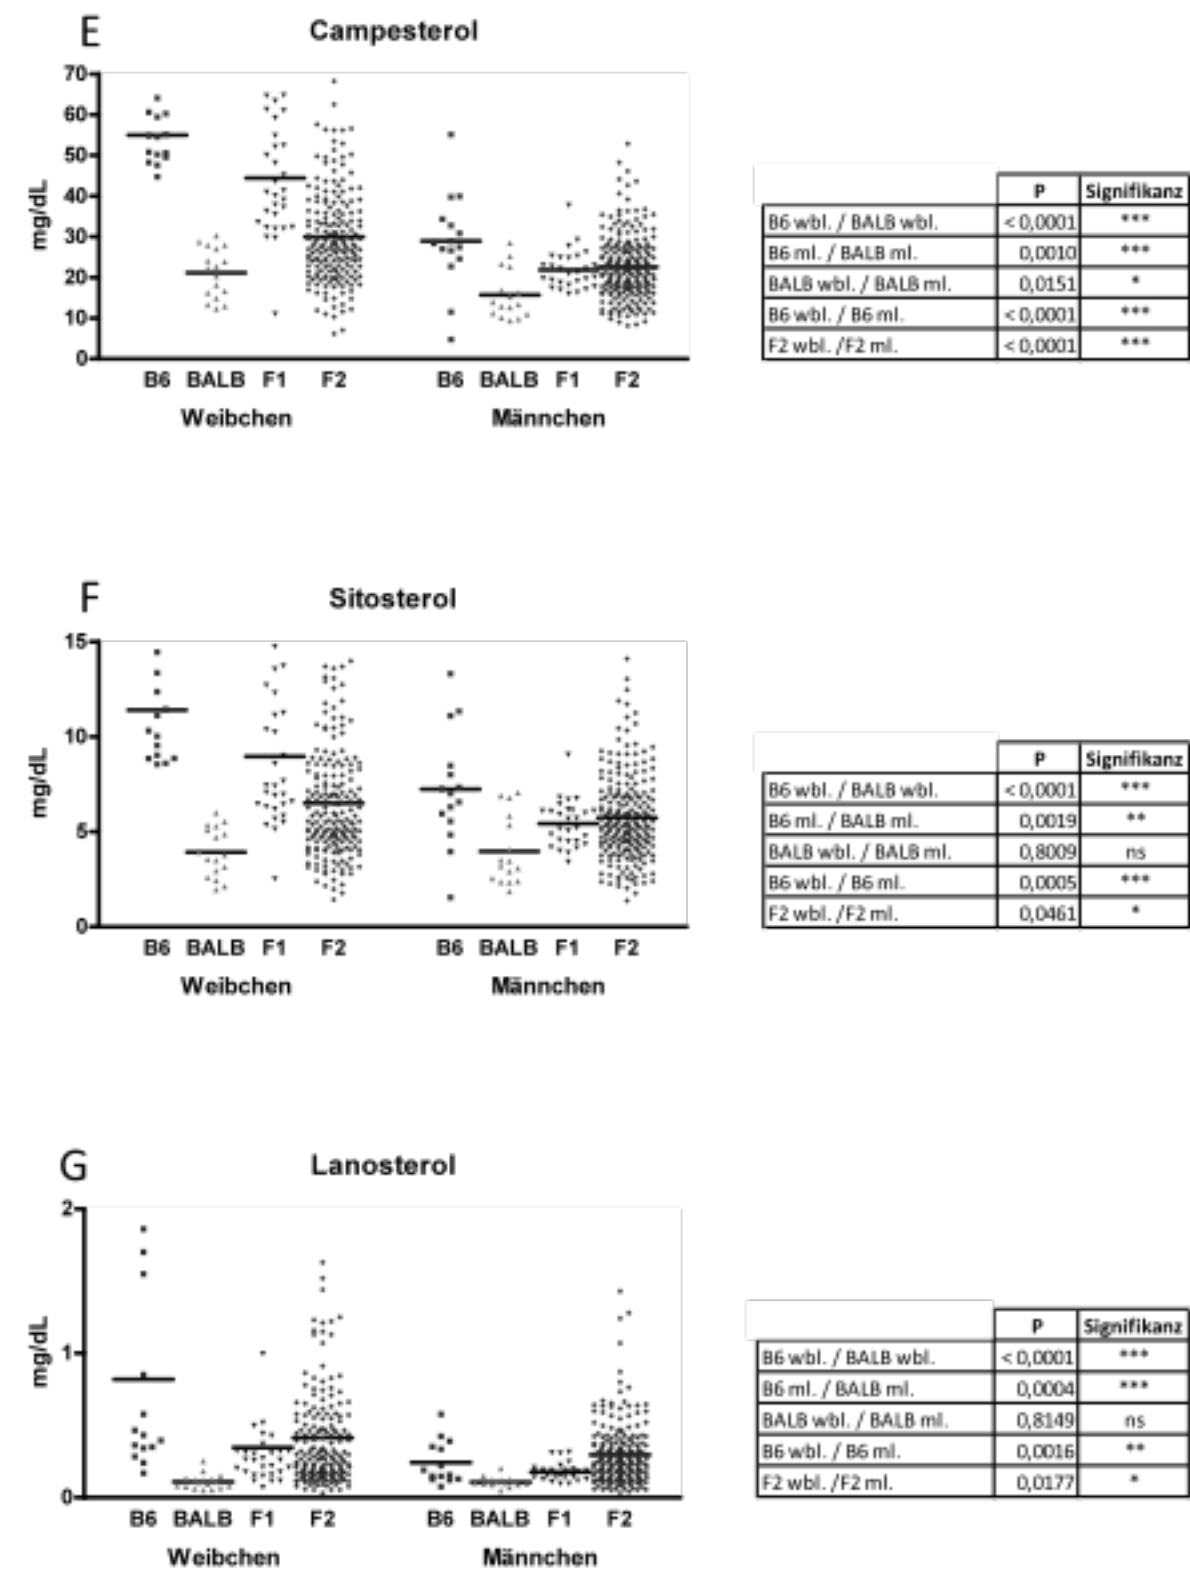 E
Campesterol
70
60
50
40
30
20
10
0
mg/dL
B6 BALB F1 F2 B6 BALB F1 F2
Weibchen Männchen
P Signifikanz
B6 wbl. / BALB wbl. < 0,0001 ***
B6 ml. / BALB ml. 0,0010 ***
BALB wbl. / BALB ml. 0,0151 *
B6 wbl. / B6 ml. < 0,0001 ***
F2 wbl. /F2 ml. < 0,0001 ***
F
Sitosterol
15
10
5
0
mg/dL
B6 BALB F1 F2 B6 BALB F1 F2
Weibchen Männchen
P Signifikanz
B6 wbl. / BALB wbl. < 0,0001 ***
B6 ml. / BALB ml. 0,0019 **
BALB wbl. / BALB ml. 0,8009 ns
B6 wbl. / B6 ml. 0,0005 ***
F2 wbl. /F2 ml. 0,0461 *
G
Lanosterol
2
1
0
mg/dL
B6 BALB F1 F2 B6 BALB F1 F2
Weibchen Männchen
P Signifikanz
B6 wbl. / BALB wbl. < 0,0001 ***
B6 ml. / BALB ml. 0,0004 ***
BALB wbl. / BALB ml. 0,8149 ns
B6 wbl. / B6 ml. 0,0016 **
F2 wbl. /F2 ml. 0,0177 *